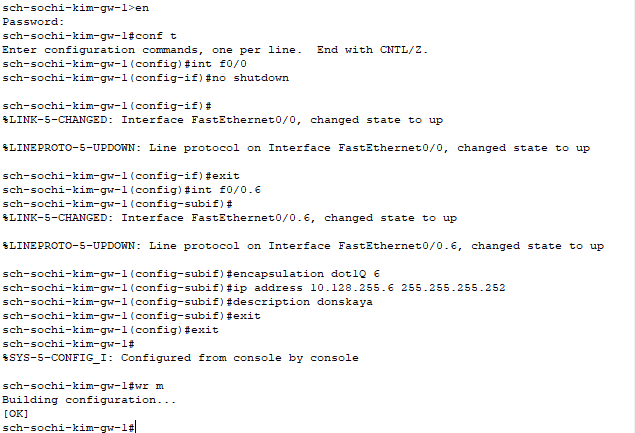 sch-sochi-kim-gw-1>en
Password:
sch-sochi-kim-gw-1#conf t
Enter configuration commands, one per line.  End with CNTL/Z.
sch-sochi-kim-gw-1(config)#int f0/0
sch-sochi-kim-gw-1(config-if)#no shutdown
sch-sochi-kim-gw-1(config-if)#
%LINK-5-CHANGED: Interface FastEthernet0/0, changed state to up
%LINEPROTO-5-UPDOWN: Line protocol on Interface FastEthernet0/0, changed state to up
sch-sochi-kim-gw-1(config-if)#exit
sch-sochi-kim-gw-1(config)#int f0/0.6
sch-sochi-kim-gw-1(config-subif)#
%LINK-5-CHANGED: Interface FastEthernet0/0.6, changed state to up
%LINEPROTO-5-UPDOWN: Line protocol on Interface FastEthernet0/0.6, changed state to up
sch-sochi-kim-gw-1(config-subif)#encapsulation dot1Q 6
sch-sochi-kim-gw-1(config-subif)#ip address 10.128.255.6 255.255.255.252
sch-sochi-kim-gw-1(config-subif)#description donskaya
sch-sochi-kim-gw-1(config-subif)#exit
sch-sochi-kim-gw-1(config)#exit
sch-sochi-kim-gw-1#
%SYS-5-CONFIG_I: Configured from console by console
sch-sochi-kim-gw-1#wr m
Building configuration...
[OK]
sch-sochi-kim-gw-1#